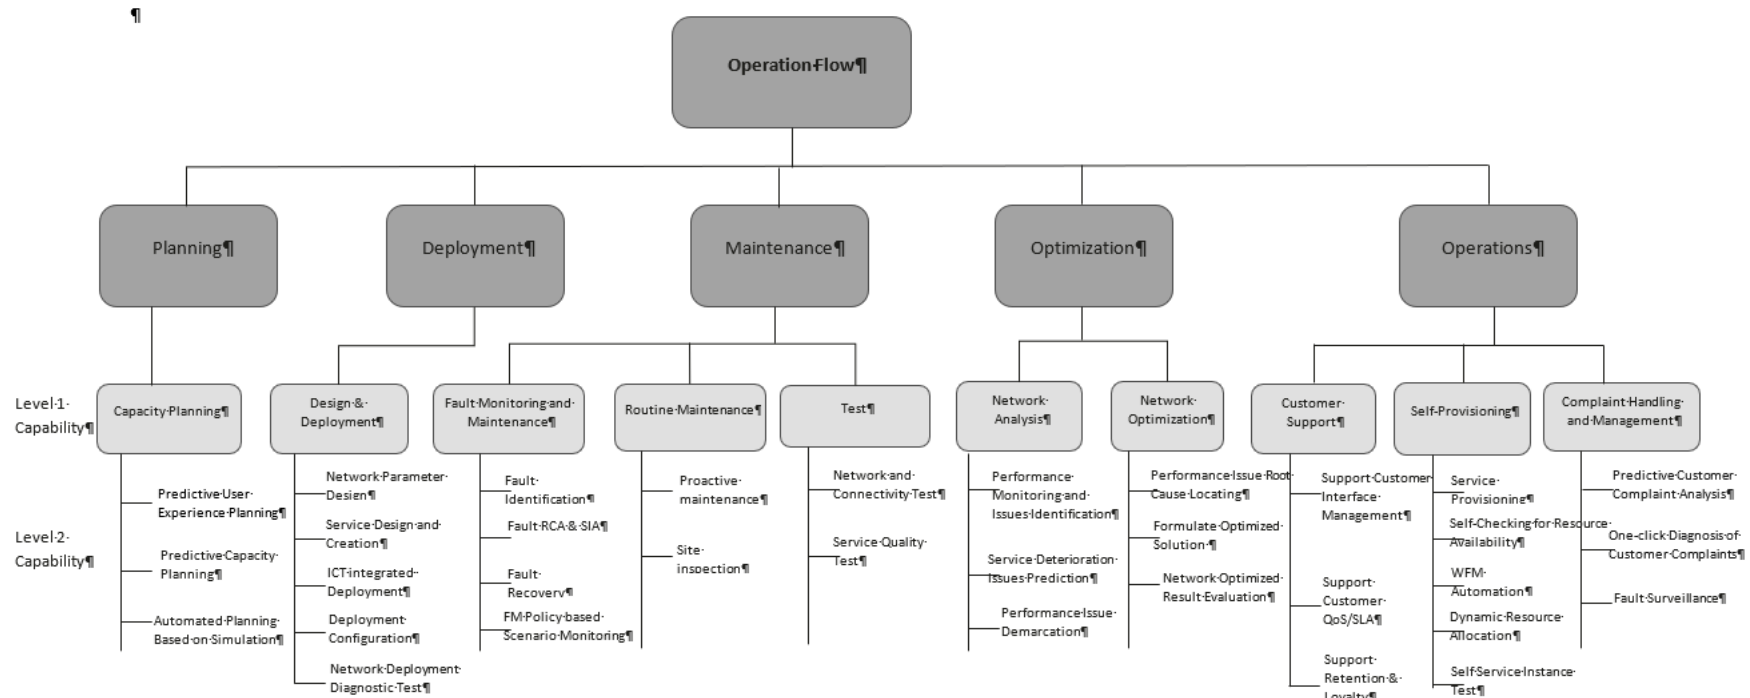 ¶
Operation·Flow¶
Planning¶
Deployment¶
Maintenance¶
Optimization¶
Operations¶
Level·1·
Capability¶
Capacity·Planning¶
Design·&·
Deployment¶
Fault·Monitoring·and·
Maintenance¶
Routine·Maintenance¶
Test¶
Network·
Analysis¶
Network·
Optimization¶
Customer·
Support¶
Self-Provisioning¶
Complaint·Handling·
and·Management¶
Level·2·
Capability¶
Predictive·User·
Experience·Planning¶
Predictive·Capacity·
Planning¶
Automated·Planning·
Based·on·Simulation¶
Network·Parameter·
Design¶
Service·Design·and·
Creation¶
ICT·integrated·
Deployment¶
Deployment·
Configuration¶
Network·Deployment·
Diagnostic·Test¶
Fault·
Identification¶
Fault·RCA·&·SIA¶
Fault·
Recovery¶
FM·Policy·based·
Scenario·Monitoring¶
Proactive·
maintenance¶
Site·
inspection¶
Network·and·
Connectivity·Test¶
Service·Quality·
Test¶
Performance·
Monitoring·and·
Issues·Identification¶
Service·Deterioration·
Issues·Prediction¶
Performance·Issue·
Demarcation¶
Performance·Issue·Root·
Cause·Locating¶
Formulate·Optimized·
Solution·¶
Network·Optimized·
Result·Evaluation¶
Support·Customer·
Interface·
Management¶
Support·
Customer·
QoS/SLA¶
Support·
Retention·&·
Loyalty¶
Service·
Provisioning¶
Self-Checking·for·Resource·
Availability¶
WFM·
Automation¶
Dynamic·Resource·
Allocation¶
Self·Service·Instance·
Test¶
Predictive·Customer·
Complaint·Analysis¶
One-click·Diagnosis·of·
Customer·Complaints¶
Fault·Surveillance¶